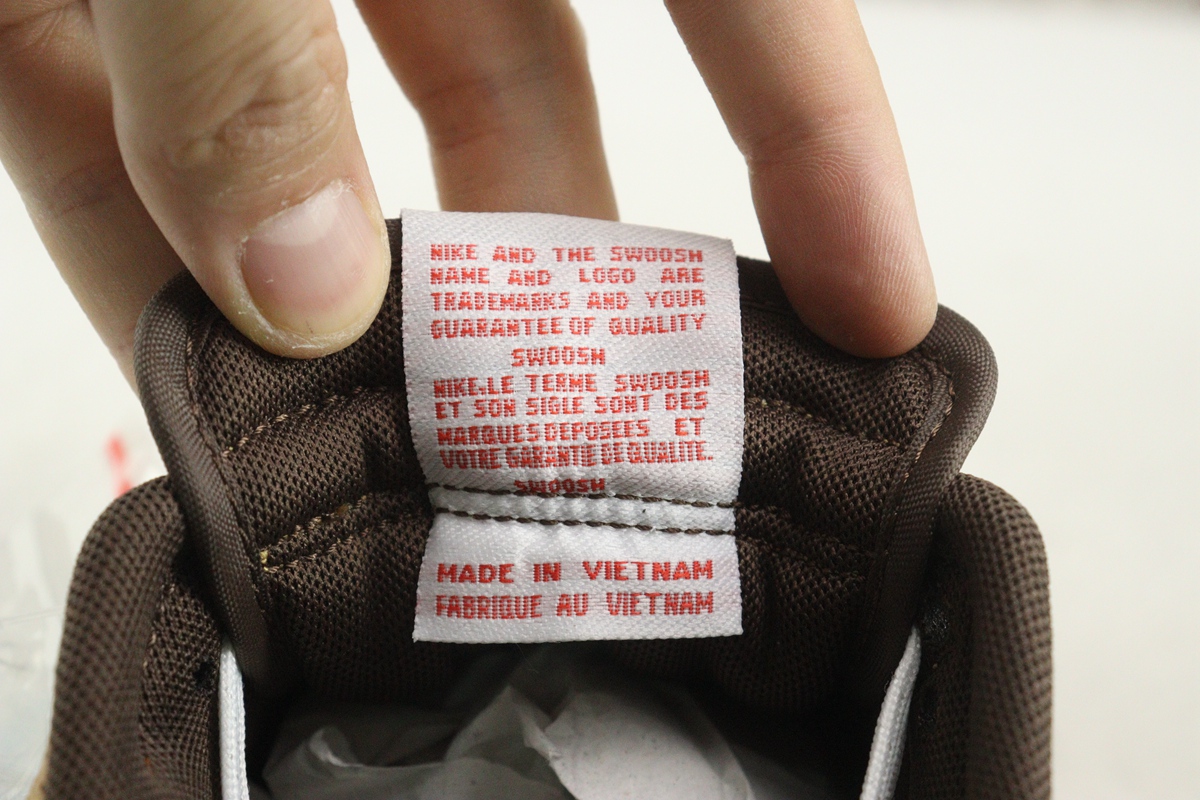 NIKE AND THE SWOOSH
NAME AND LOGO ARE
TRADEMARKS AND YOUR
GUARANTEE OF QUALITY
SWOOSH
NIKE.LE TERME SWOOSH
ET SON SIGLE SONT DES
MARQUES DEPOSEES ET
VOTRE GARANTIE DE QUALITE.
SWOOSH
MADE IN VIETNAM
FABRIQUE AU VIETNAM